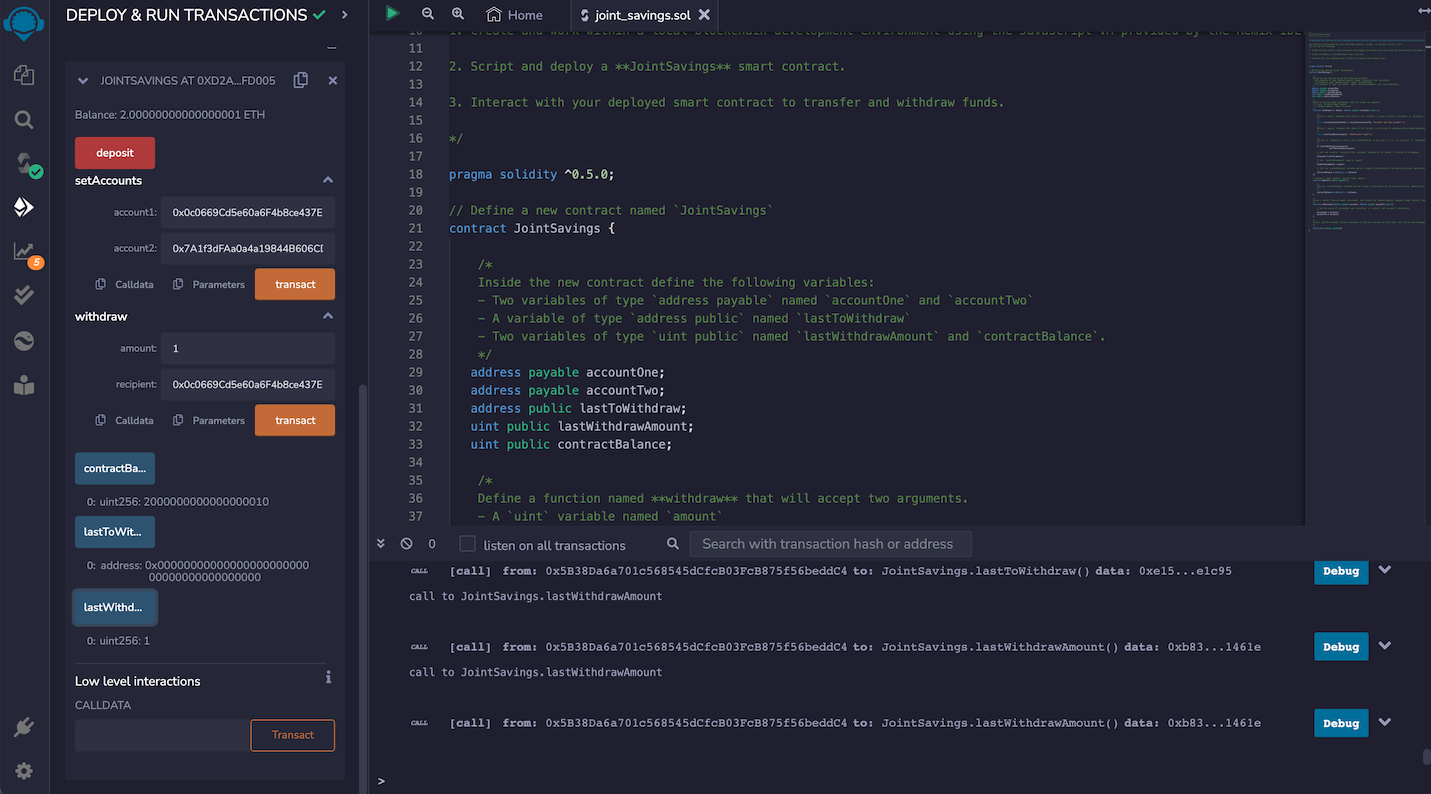 DEPLOY & RUN TRANSACTIONS
JOINTSAVINGS AT 0XD2A...FD005
Balance: 2.00000000000000001 ETH
deposit
setAccounts
account1: 0x0c0669Cd5e60a6F4b8ce437E
account2: 0x7A1f3dFAa0a4a19844B606CD
Calldata Parameters transact
withdraw
amount: 1
recipient: 0x0c0669Cd5e60a6F4b8ce437E
Calldata Parameters transact
contractBa...
0: uint256: 2000000000000000010
lastToWit...
0: address: 0x00000000000000000000000
00000000000000000
lastWithd...
0: uint256: 1
Low level interactions
i
CALLDATA
Transact
5
Home
joint_savings.sol
10 1. Create and work within a local blockchain development environment using the JavaScript VM provided by the Remix IDE
11
12 2. Script and deploy a **JointSavings** smart contract.
13
14 3. Interact with your deployed smart contract to transfer and withdraw funds.
15
16 */
17
18 pragma solidity ^0.5.0;
19
20 // Define a new contract named `JointSavings`
21 contract JointSavings {
22
23 /*
24 Inside the new contract define the following variables:
25 - Two variables of type `address payable` named `accountOne` and `accountTwo`
26 - A variable of type `address public` named `lastToWithdraw`
27 - Two variables of type `uint public` named `lastWithdrawAmount` and `contractBalance`.
28 */
29 address payable accountOne;
30 address payable accountTwo;
31 address public lastToWithdraw;
32 uint public lastWithdrawAmount;
33 uint public contractBalance;
34
35 /*
36 Define a function named **withdraw** that will accept two arguments.
37 - A `uint` variable named `amount`
0 listen on all transactions Search with transaction hash or address
CALL [call] from: 0x5B38Da6a701c568545dCfcB03FcB875f56beddC4 to: JointSavings.lastToWithdraw() data: 0xe15...e1c95 Debug
call to JointSavings.lastWithdrawAmount
CALL [call] from: 0x5B38Da6a701c568545dCfcB03FcB875f56beddC4 to: JointSavings.lastWithdrawAmount() data: 0xb83...1461e Debug
call to JointSavings.lastWithdrawAmount
CALL [call] from: 0x5B38Da6a701c568545dCfcB03FcB875f56beddC4 to: JointSavings.lastWithdrawAmount() data: 0xb83...1461e Debug
>